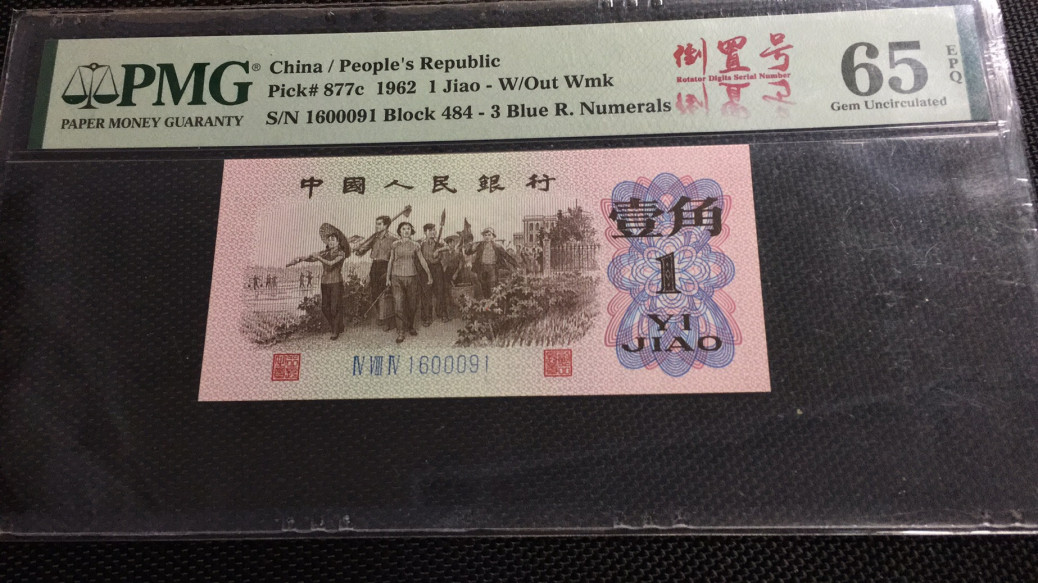 PMG®
PAPER MONEY GUARANTY
China / People's Republic
Pick# 877c 1962 1 Jiao - W/Out Wmk
S/N 1600091 Block 484 - 3 Blue R. Numerals
倒置号
Rotator Digits Serial Number
65 EPQ
Gem Uncirculated
中國人民銀行
壹角
1
YI
JIAO
Ⅳ Ⅷ Ⅳ 1600091